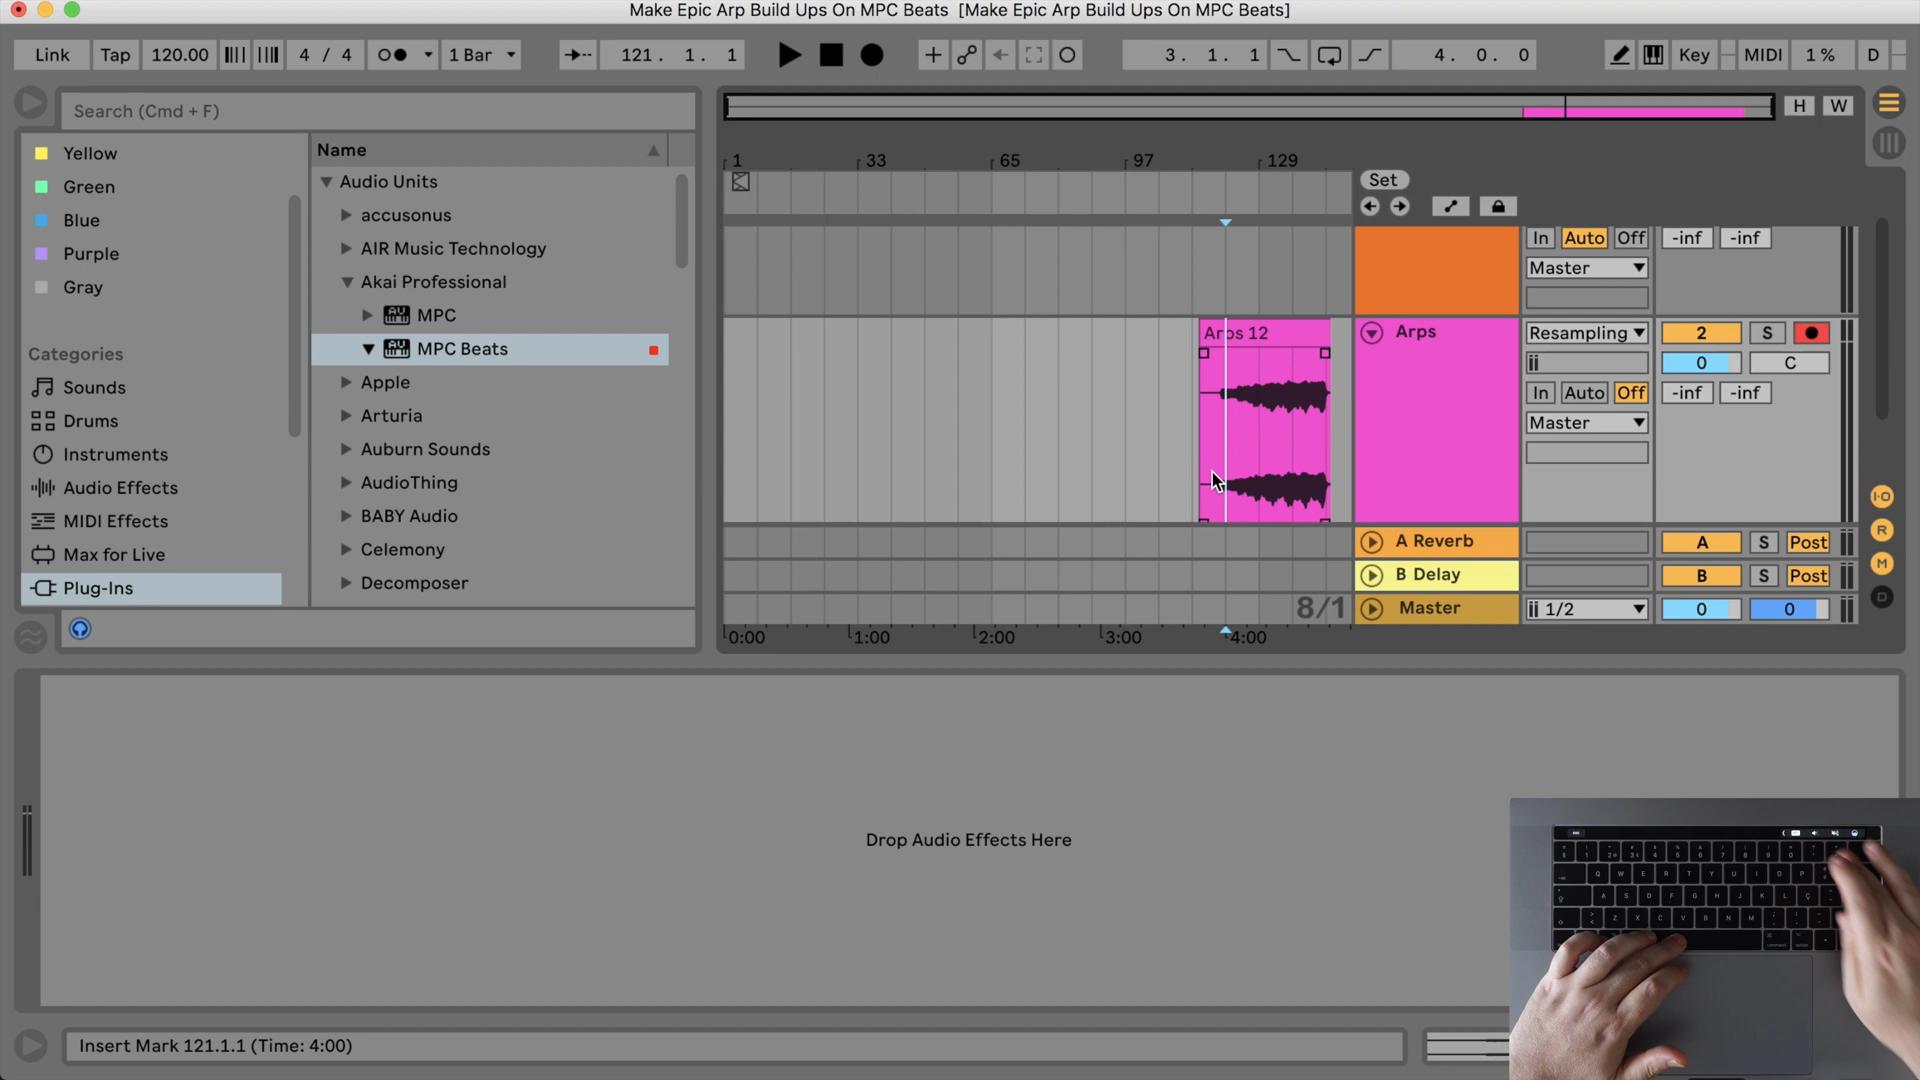 Make Epic Arp Build Ups On MPC Beats [Make Epic Arp Build Ups On MPC Beats]
Link Tap 120.00 4 / 4 1 Bar 121. 1. 1 3. 1. 1 4. 0. 0 Key MIDI 1 % D
Search (Cmd + F)
H W
Yellow
Green
Blue
Purple
Gray
Categories
Sounds
Drums
Instruments
Audio Effects
MIDI Effects
Max for Live
Plug-Ins
Name
Audio Units
accusonus
AIR Music Technology
Akai Professional
MPC
MPC Beats
Apple
Arturia
Auburn Sounds
AudioThing
BABY Audio
Celemony
Decomposer
1 33 65 97 129
Set
In Auto Off -inf -inf
Master
Arps 12
Arps Resampling 2 S
0 C
In Auto Off -inf -inf
Master
A Reverb A S Post
B Delay B S Post
8/1 Master 1/2 0 0
0:00 1:00 2:00 3:00 4:00
I·O
R
M
D
Drop Audio Effects Here
Insert Mark 121.1.1 (Time: 4:00)